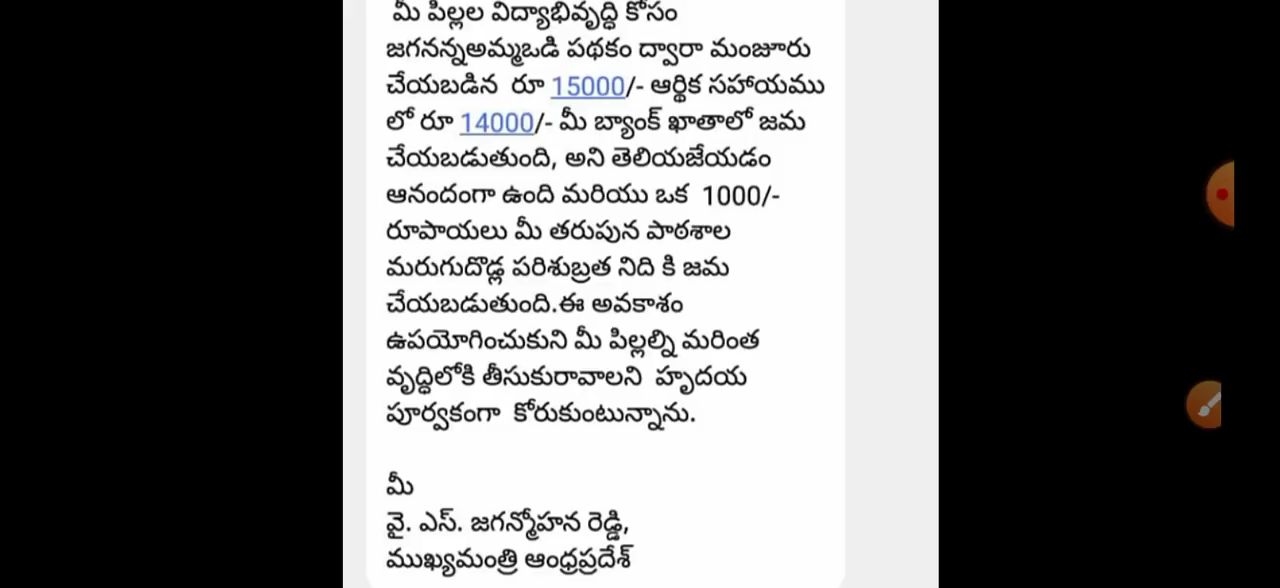 మీ పిల్లల విద్యాభివృద్ధి కోసం
జగనన్నఅమ్మఒడి పథకం ద్వారా మంజూరు
చేయబడిన రూ 15000/- ఆర్థిక సహాయము
లో రూ 14000/- మీ బ్యాంక్ ఖాతాలో జమ
చేయబడుతుంది, అని తెలియజేయడం
ఆనందంగా ఉంది మరియు ఒక 1000/-
రూపాయలు మీ తరుపున పాఠశాల
మరుగుదొడ్ల పరిశుబ్రత నిది కి జమ
చేయబడుతుంది.ఈ అవకాశం
ఉపయోగించుకుని మీ పిల్లల్ని మరింత
వృద్ధిలోకి తీసుకురావాలని హృదయ
పూర్వకంగా కోరుకుంటున్నాను.
మీ
వై. ఎస్. జగన్మోహన రెడ్డి,
ముఖ్యమంత్రి ఆంధ్రప్రదేశ్